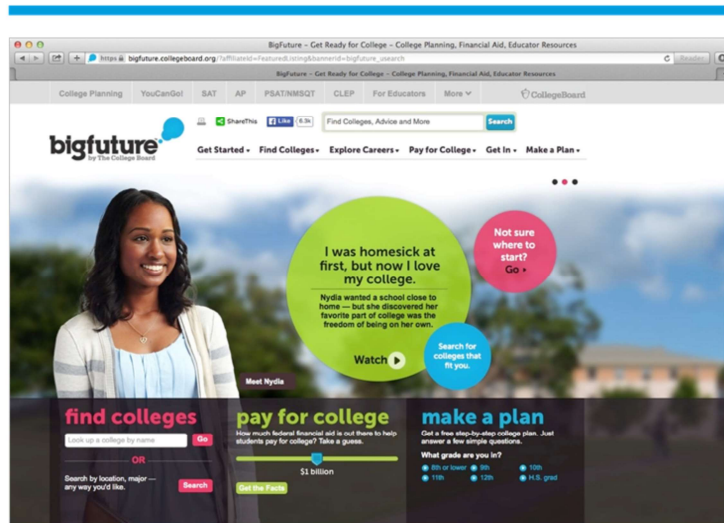 BigFuture – Get Ready for College – College Planning, Financial Aid, Educator Resources
https bigfuture.collegeboard.org/?affiliateId=FeaturedListing&bannerid=bigfuture_usearch
Reader
BigFuture – Get Ready for College – College Planning, Financial Aid, Educator Resources
College Planning YouCanGo! SAT AP PSAT/NMSQT CLEP For Educators More CollegeBoard
ShareThis Like 6.3k Find Colleges, Advice and More Search
bigfuture
by The College Board
Get Started Find Colleges Explore Careers Pay for College Get In Make a Plan
I was homesick at
first, but now I love
my college.
Nydia wanted a school close to
home — but she discovered her
favorite part of college was the
freedom of being on her own.
Watch
Not sure
where to
start?
Go
Search for
colleges that
fit you.
Meet Nydia
find colleges
Look up a college by name Go
OR
Search by location, major —
any way you'd like.
Search
pay for college
How much federal financial aid is out there to help
students pay for college? Take a guess.
$1 billion
Get the Facts
make a plan
Get a free step-by-step college plan. Just
answer a few simple questions.
What grade are you in?
8th or lower 9th 10th
11th 12th H.S. grad